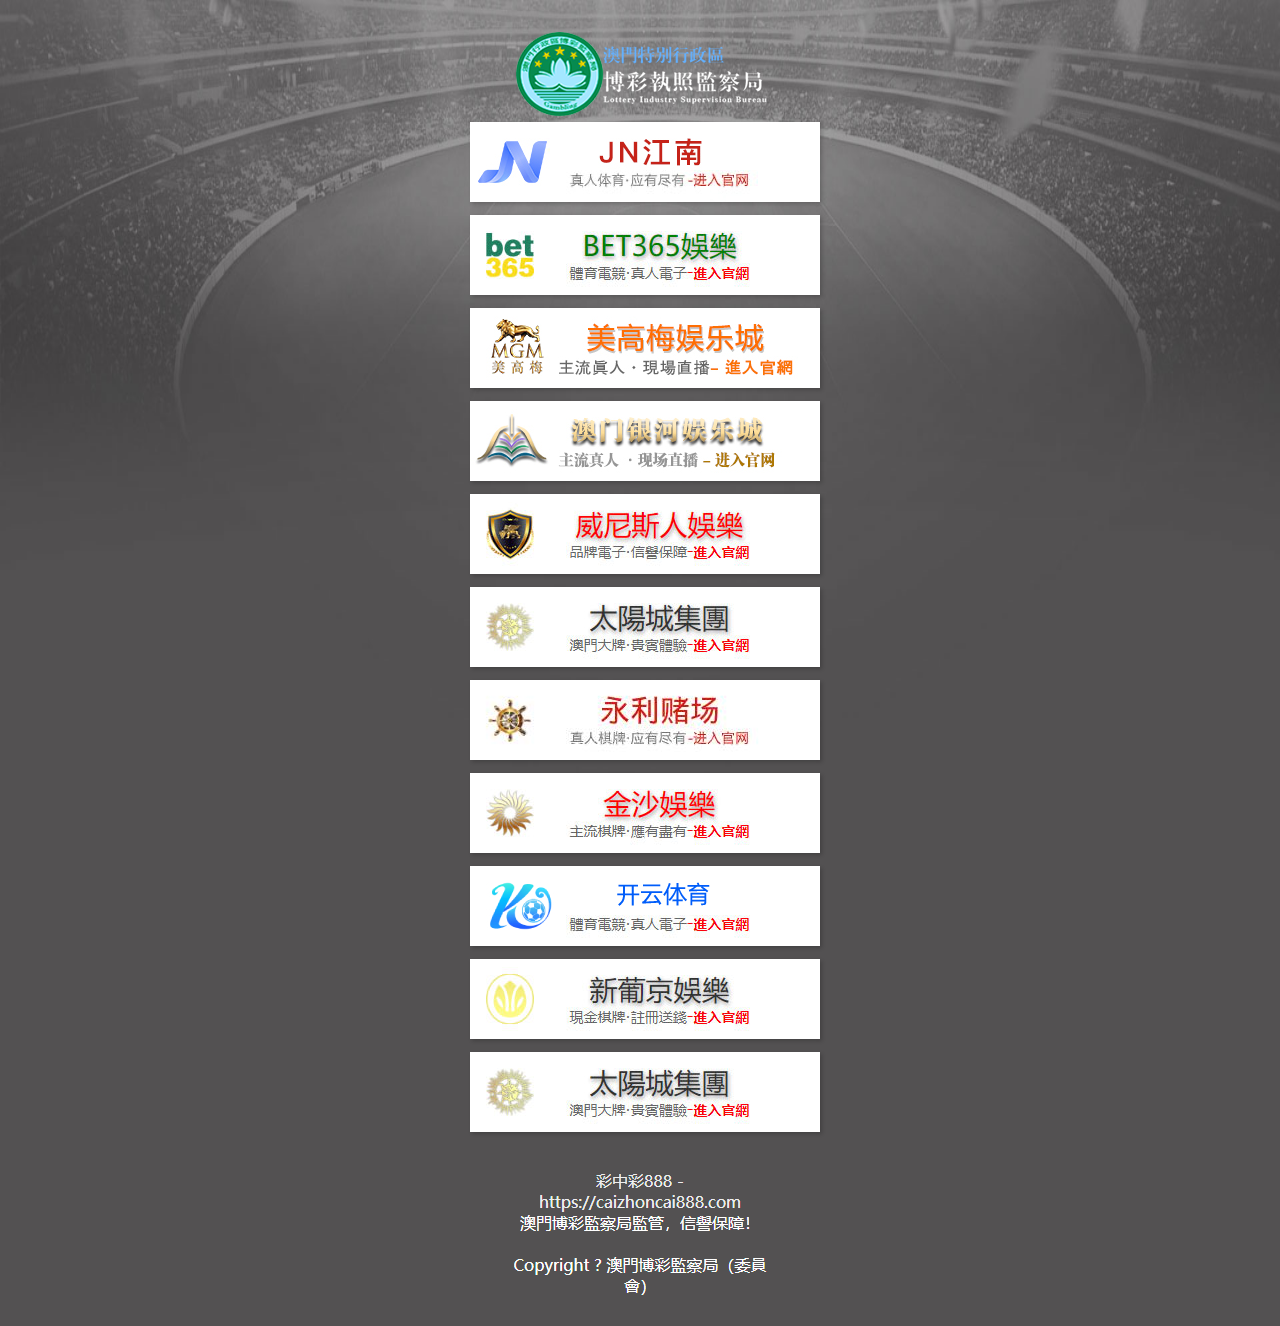 澳門特別行政區
博彩執照監察局
Lottery Industry Supervision Bureau
Gambling
JN江南
真人体育·应有尽有-进入官网
bet
365
BET365娛樂
體育電競·真人電子-進入官網
MGM
美高梅
美高梅娱乐城
主流眞人·現場直播– 進入官網
澳门银河娱乐城
主流真人 ·现场直播 – 进入官网
威尼斯人娛樂
品牌電子·信譽保障-進入官網
太陽城集團
澳門大牌·貴賓體驗-進入官網
永利赌场
真人棋牌·应有尽有-进入官网
金沙娛樂
主流棋牌·應有盡有-進入官網
开云体育
體育電競·真人電子-進入官網
新葡京娛樂
現金棋牌·註冊送錢-進入官網
太陽城集團
澳門大牌·貴賓體驗-進入官網
彩中彩888 -
https://caizhoncai888.com
澳門博彩監察局監管，信譽保障！
Copyright ? 澳門博彩監察局（委員
會）